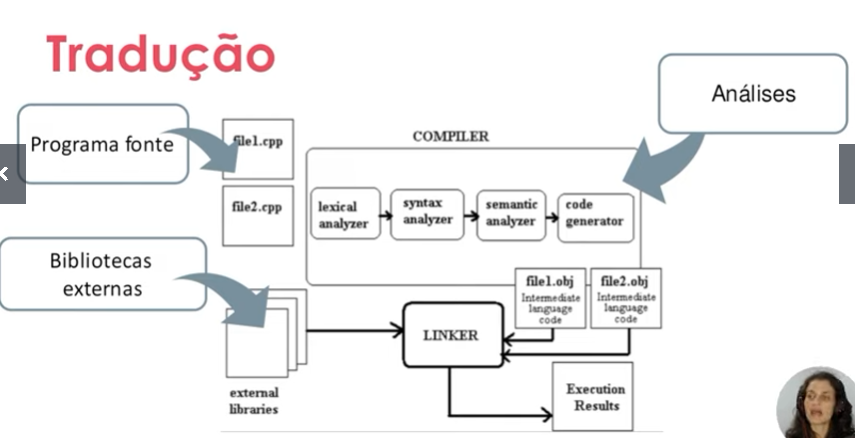 Tradução
Análises
Programa fonte
file1.cpp
COMPILER
file2.cpp
lexical
analyzer
syntax
analyzer
semantic
analyzer
code
generator
Bibliotecas
externas
file1.obj
Intermediate
language
code
file2.obj
Intermediate
language
code
LINKER
external
libraries
Execution
Results